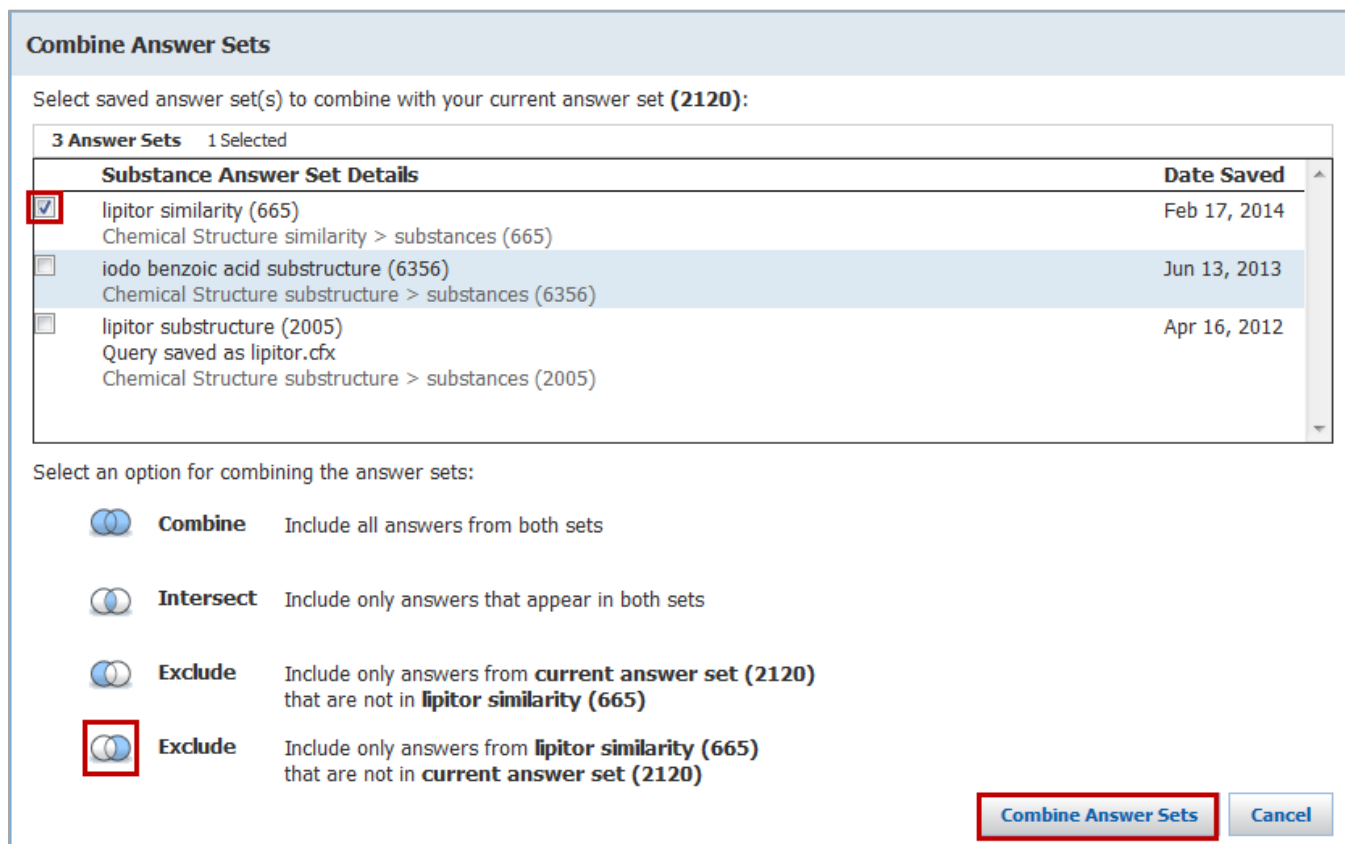 Combine Answer Sets
Select saved answer set(s) to combine with your current answer set (2120):
3 Answer Sets 1 Selected
Substance Answer Set Details Date Saved
lipitor similarity (665) Feb 17, 2014
Chemical Structure similarity > substances (665)
iodo benzoic acid substructure (6356) Jun 13, 2013
Chemical Structure substructure > substances (6356)
lipitor substructure (2005) Apr 16, 2012
Query saved as lipitor.cfx
Chemical Structure substructure > substances (2005)
Select an option for combining the answer sets:
Combine Include all answers from both sets
Intersect Include only answers that appear in both sets
Exclude Include only answers from current answer set (2120)
that are not in lipitor similarity (665)
Exclude Include only answers from lipitor similarity (665)
that are not in current answer set (2120)
Combine Answer Sets Cancel